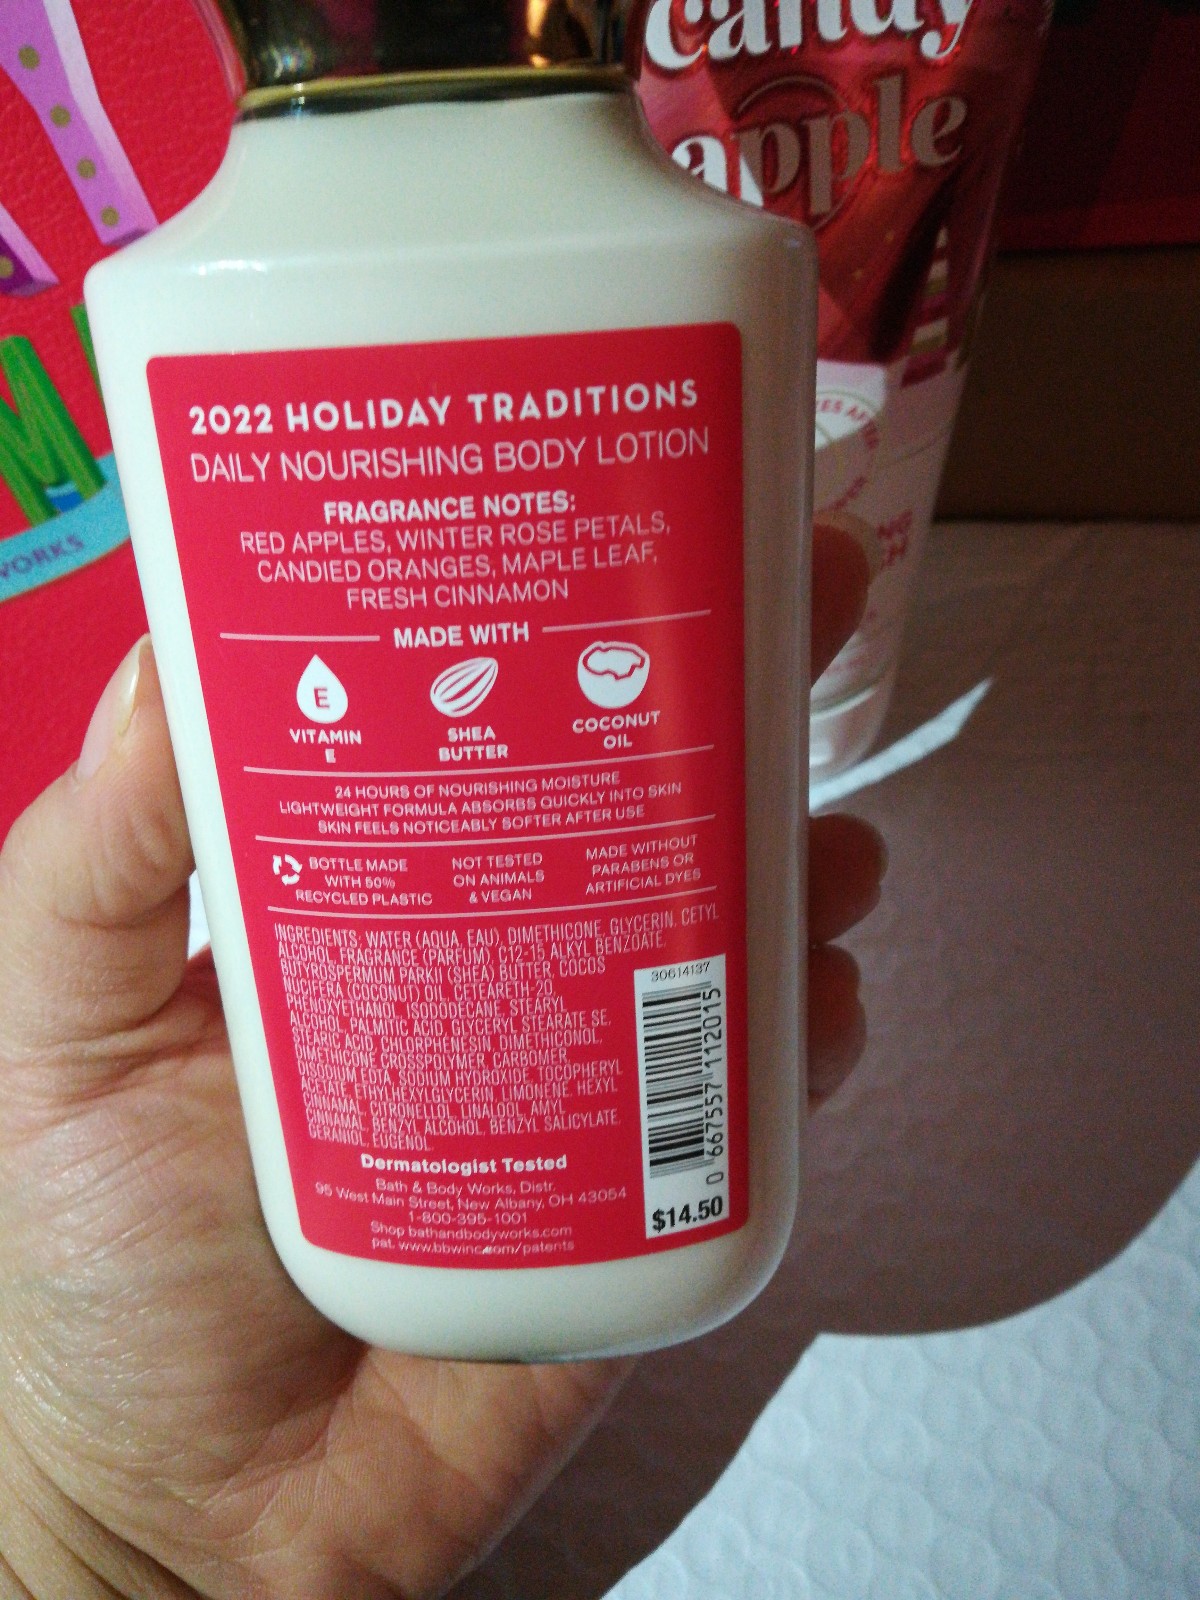 candy
apple
WORKS
2022 HOLIDAY TRADITIONS
DAILY NOURISHING BODY LOTION
FRAGRANCE NOTES:
RED APPLES, WINTER ROSE PETALS,
CANDIED ORANGES, MAPLE LEAF,
FRESH CINNAMON
MADE WITH
E
VITAMIN
E
SHEA
BUTTER
COCONUT
OIL
24 HOURS OF NOURISHING MOISTURE
LIGHTWEIGHT FORMULA ABSORBS QUICKLY INTO SKIN
SKIN FEELS NOTICEABLY SOFTER AFTER USE
BOTTLE MADE
WITH 50%
RECYCLED PLASTIC
NOT TESTED
ON ANIMALS
& VEGAN
MADE WITHOUT
PARABENS OR
ARTIFICIAL DYES
INGREDIENTS: WATER (AQUA, EAU), DIMETHICONE, GLYCERIN, CETYL
ALCOHOL, FRAGRANCE (PARFUM), C12-15 ALKYL BENZOATE,
BUTYROSPERMUM PARKII (SHEA) BUTTER, COCOS
NUCIFERA (COCONUT) OIL, CETEARETH-20,
PHENOXYETHANOL, ISODODECANE, STEARYL
ALCOHOL, PALMITIC ACID, GLYCERYL STEARATE SE,
STEARIC ACID, CHLORPHENESIN, DIMETHICONOL,
DIMETHICONE CROSSPOLYMER, CARBOMER,
DISODIUM EDTA, SODIUM HYDROXIDE, TOCOPHERYL
ACETATE, ETHYLHEXYLGLYCERIN, LIMONENE, HEXYL
CINNAMAL, CITRONELLOL, LINALOOL, AMYL
CINNAMAL, BENZYL ALCOHOL, BENZYL SALICYLATE,
GERANIOL, EUGENOL.
30614137
0 667557 112015
$14.50
Dermatologist Tested
Bath & Body Works, Distr.
95 West Main Street, New Albany, OH 43054
1-800-395-1001
Shop bathandbodyworks.com
pat. www.bbwinc.com/patents